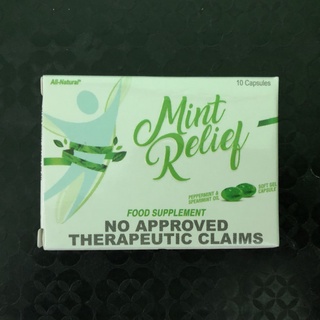 All-Natural*
10 Capsules
Mint
Relief
PEPPERMINT &
SPEARMINT OIL
SOFT GEL
CAPSULE
FOOD SUPPLEMENT
NO APPROVED
THERAPEUTIC CLAIMS